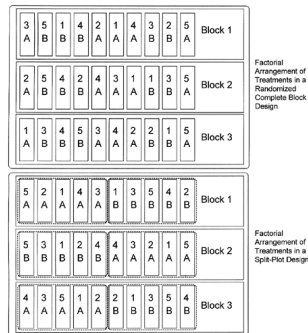 3 5 1 4 2 1 4 3 2 5
A B B B A A A B B A
Block 1
2 5 4 2 4 3 1 1 3 5
A B B B A A A B B A
Block 2
1 3 4 5 3 4 2 2 1 5
A B B B A A A B B A
Block 3
Factorial
Arrangement of
Treatments in a
Randomized
Complete Block
Design
5 2 1 4 3 1 3 5 4 2
A A A A A B B B B B
Block 1
5 3 1 2 4 4 3 2 1 5
B B B B B A A A A A
Block 2
4 3 5 1 2 2 1 3 5 4
A A A A A B B B B B
Block 3
Factorial
Arrangement of
Treatments in a
Split-Plot Design